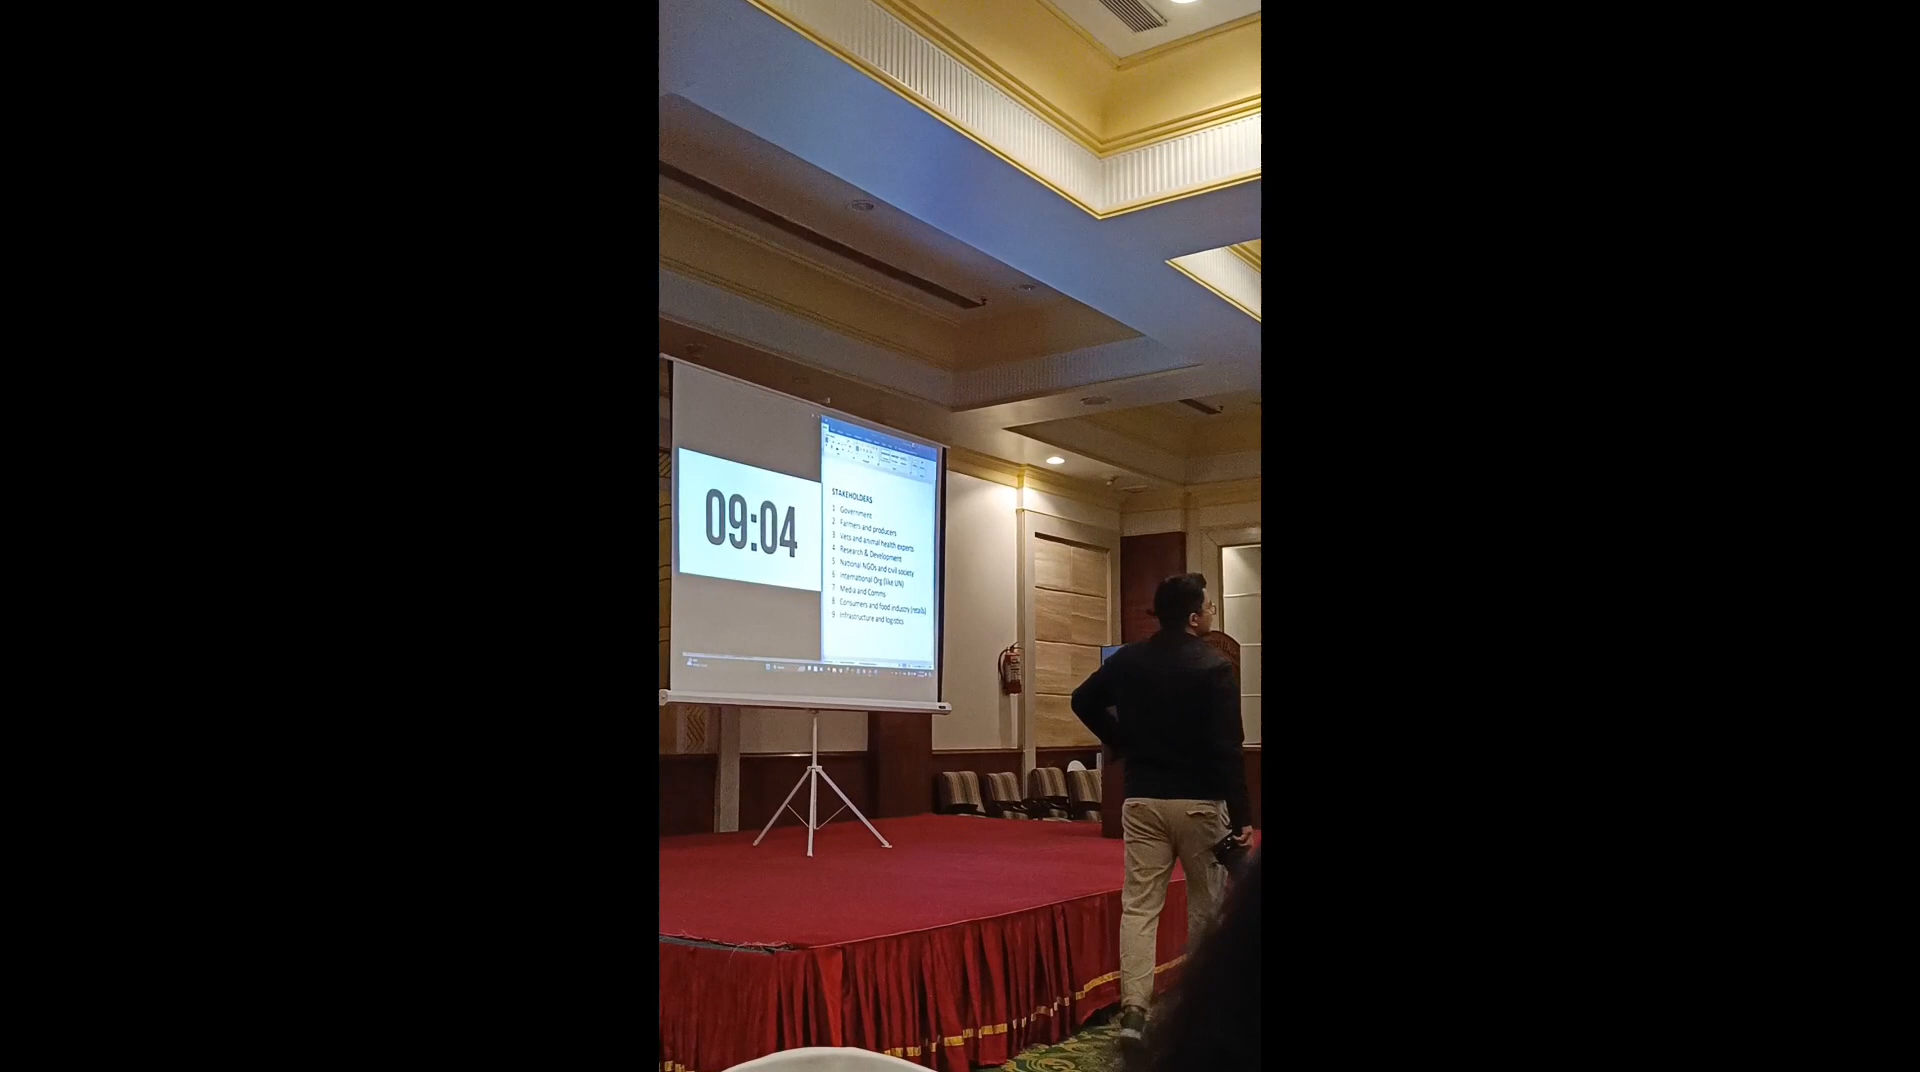 09:04
STAKEHOLDERS
1 Government
2 Farmers and producers
3 Vets and animal health experts
4 Research & Development
5 National NGOs and civil society
6 International Org (like UN)
7 Media and Comms
8 Consumers and food industry (retails)
9 Infrastructure and logistics